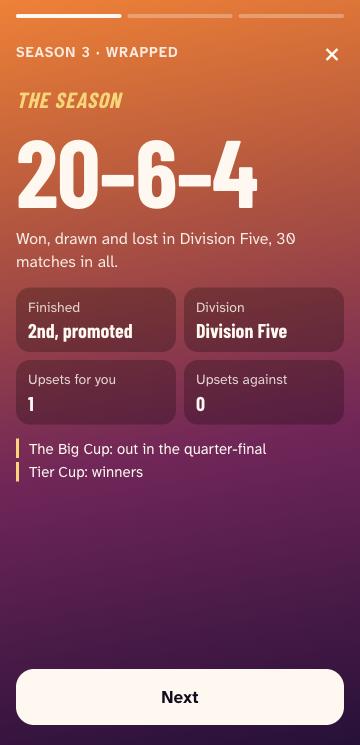 SEASON 3 · WRAPPED
×
THE SEASON
20–6–4
Won, drawn and lost in Division Five, 30
matches in all.
Finished
2nd, promoted
Division
Division Five
Upsets for you
1
Upsets against
0
The Big Cup: out in the quarter-final
Tier Cup: winners
Next